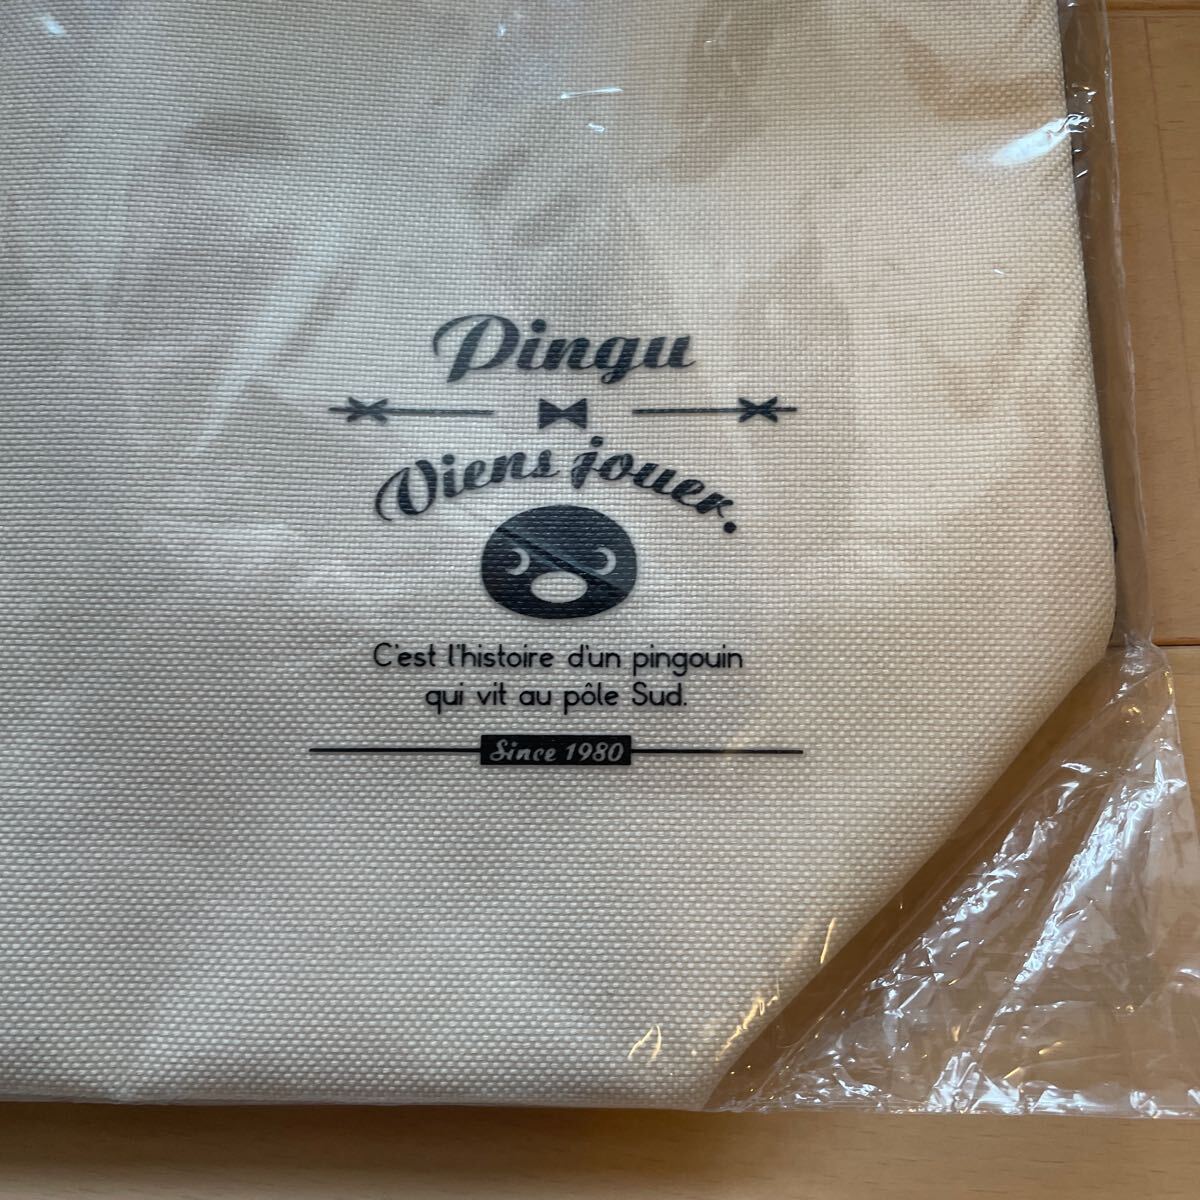 Pingu
Viens jouer.
C'est l'histoire d'un pingouin
qui vit au pôle Sud.
Since 1980